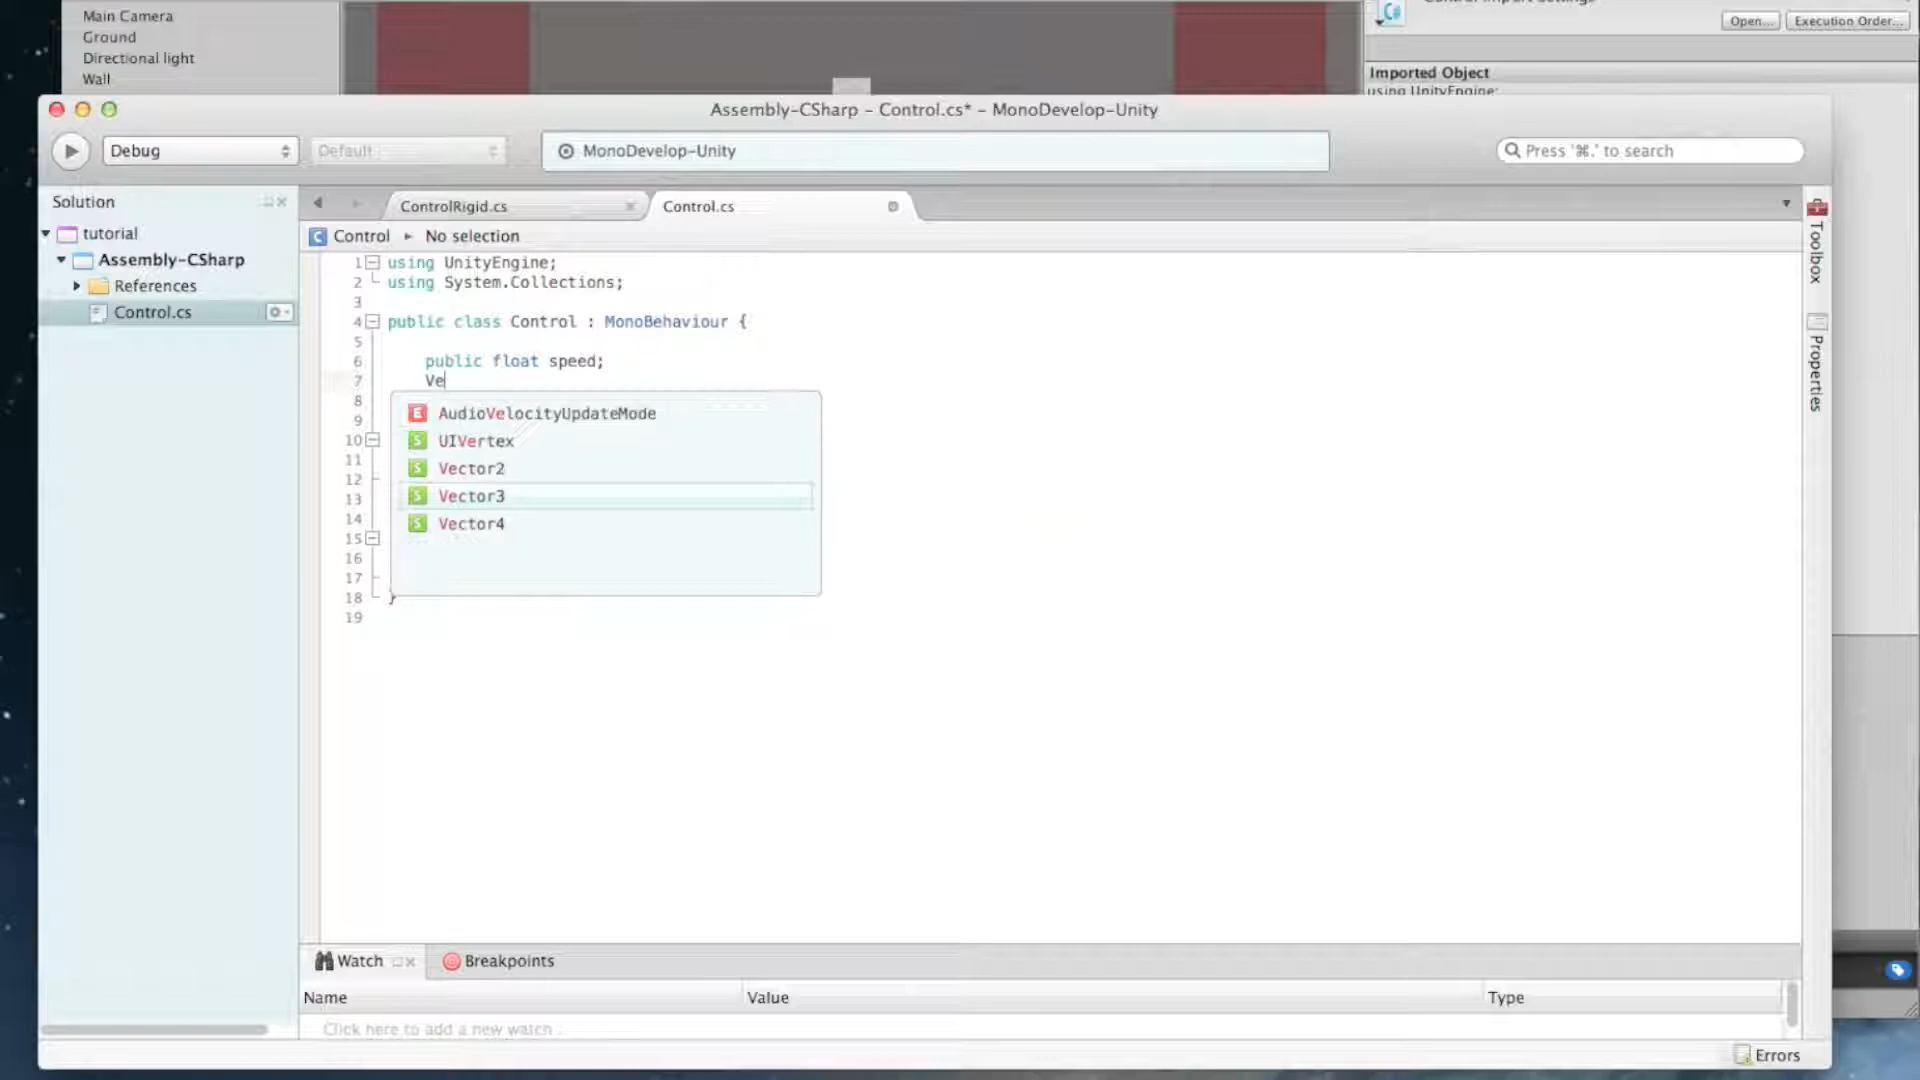 Main Camera
Ground
Directional light
Wall
Open...
Execution Order...
Imported Object
using UnityEngine;
Assembly-CSharp – Control.cs* – MonoDevelop-Unity
Debug
Default
MonoDevelop-Unity
Press '⌘.' to search
Solution
ControlRigid.cs
Control.cs
tutorial
Control ▸ No selection
Assembly-CSharp
References
Control.cs
Toolbox
Properties
1 using UnityEngine;
2 using System.Collections;
3
4 public class Control : MonoBehaviour {
5
6 public float speed;
7 Ve
8
9
10
11
12
13
14
15
16
17
18 }
19
AudioVelocityUpdateMode
UIVertex
Vector2
Vector3
Vector4
Watch
Breakpoints
Name
Value
Type
Click here to add a new watch
Errors